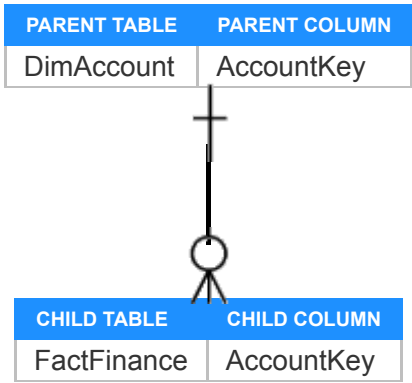 PARENT TABLE PARENT COLUMN
DimAccount AccountKey
CHILD TABLE CHILD COLUMN
FactFinance AccountKey